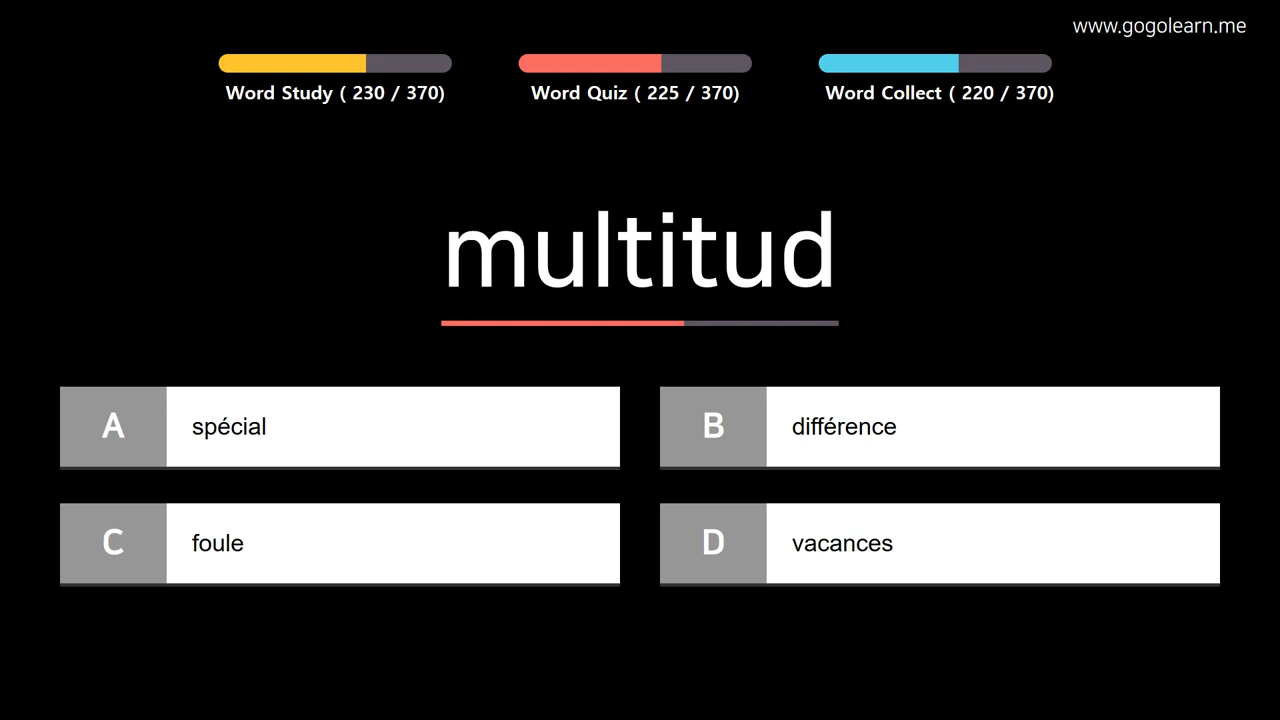 www.gogolearn.me
Word Study ( 230 / 370)
Word Quiz ( 225 / 370)
Word Collect ( 220 / 370)
multitud
A spécial
B différence
C foule
D vacances